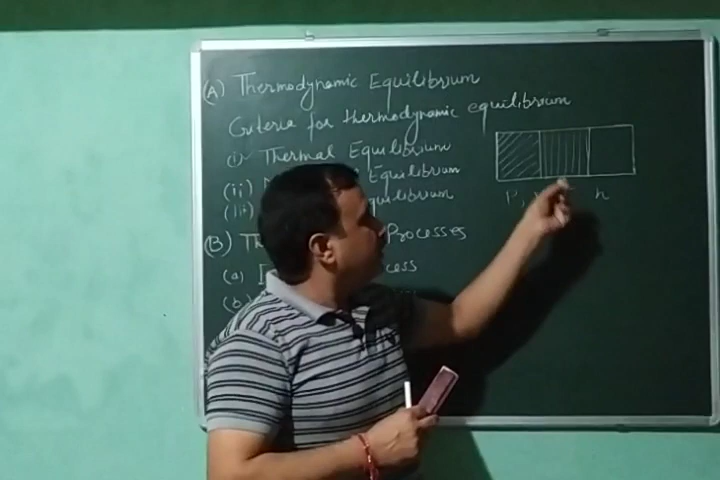 (A) Thermodynamic Equilibrium
Criteria for thermodynamic equilibrium
(i) Thermal Equilibrium
(ii) Equilibrium
(iii) equilibrium
P, n
(B) Processes
(a) cess
(b)